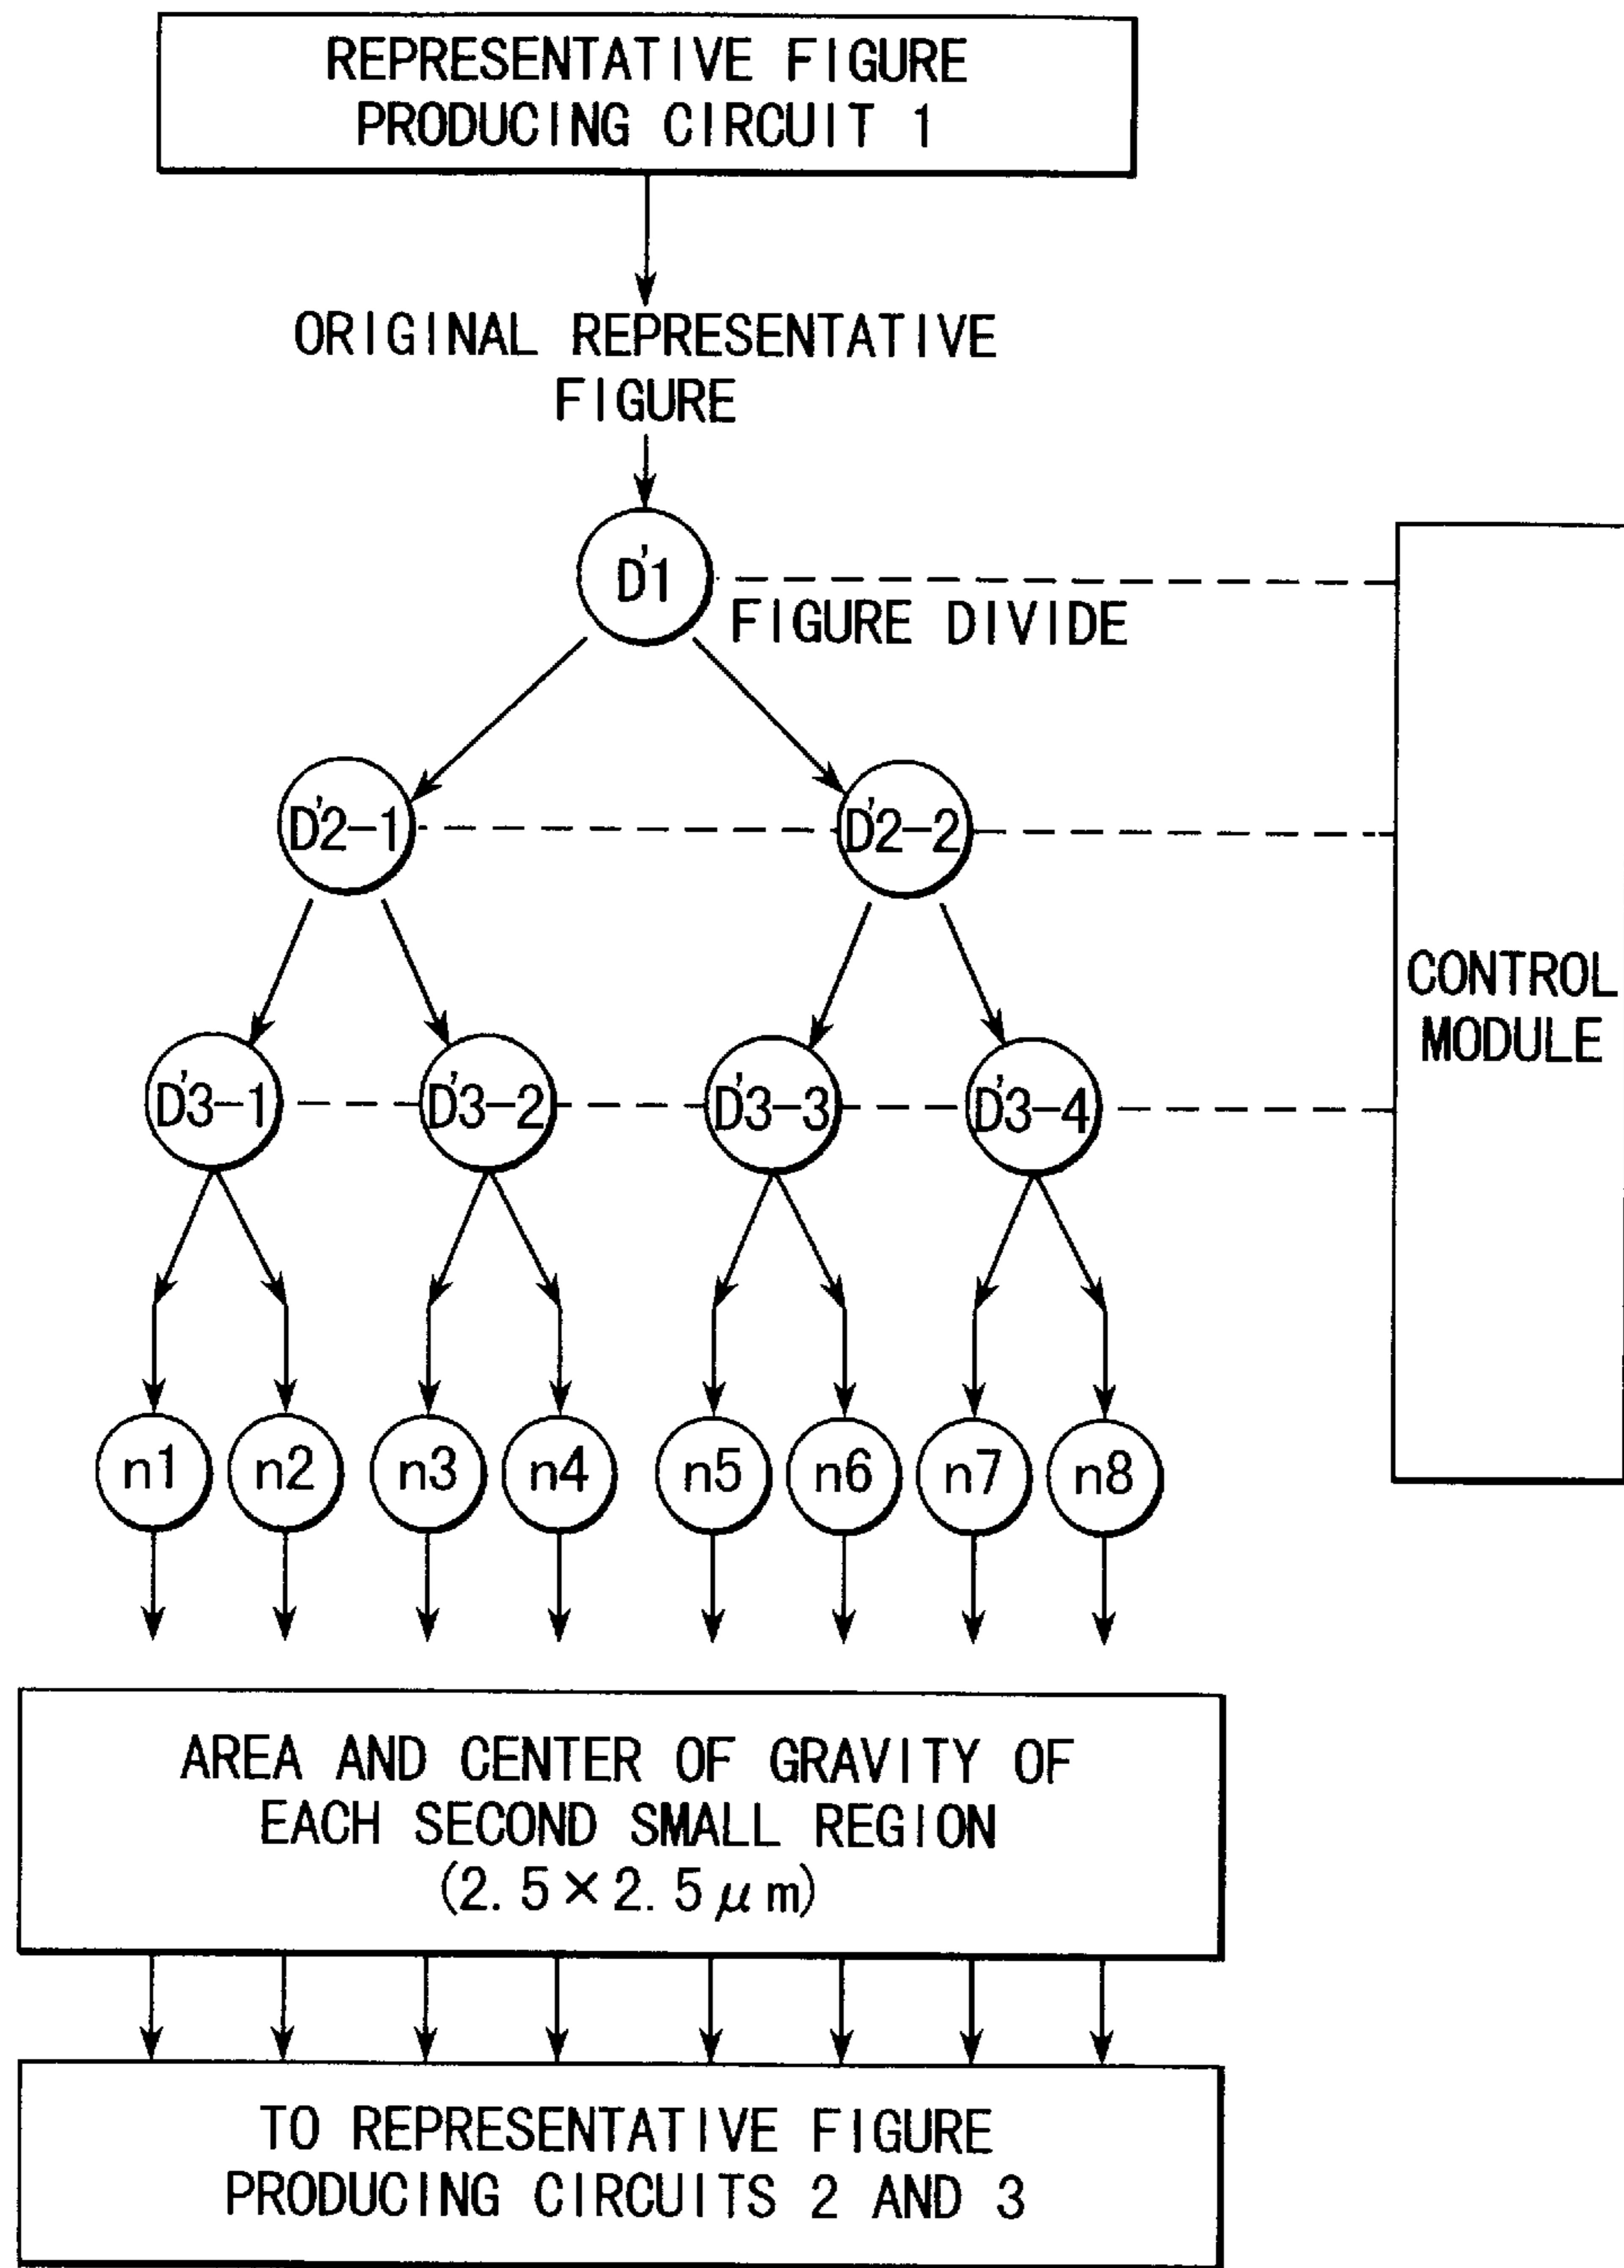 REPRESENTATIVE FIGURE
PRODUCING CIRCUIT 1
ORIGINAL REPRESENTATIVE
FIGURE
D'1
FIGURE DIVIDE
D'2-1
D'2-2
CONTROL
MODULE
D'3-1
D'3-2
D'3-3
D'3-4
n1
n2
n3
n4
n5
n6
n7
n8
AREA AND CENTER OF GRAVITY OF
EACH SECOND SMALL REGION
(2.5×2.5μm)
TO REPRESENTATIVE FIGURE
PRODUCING CIRCUITS 2 AND 3